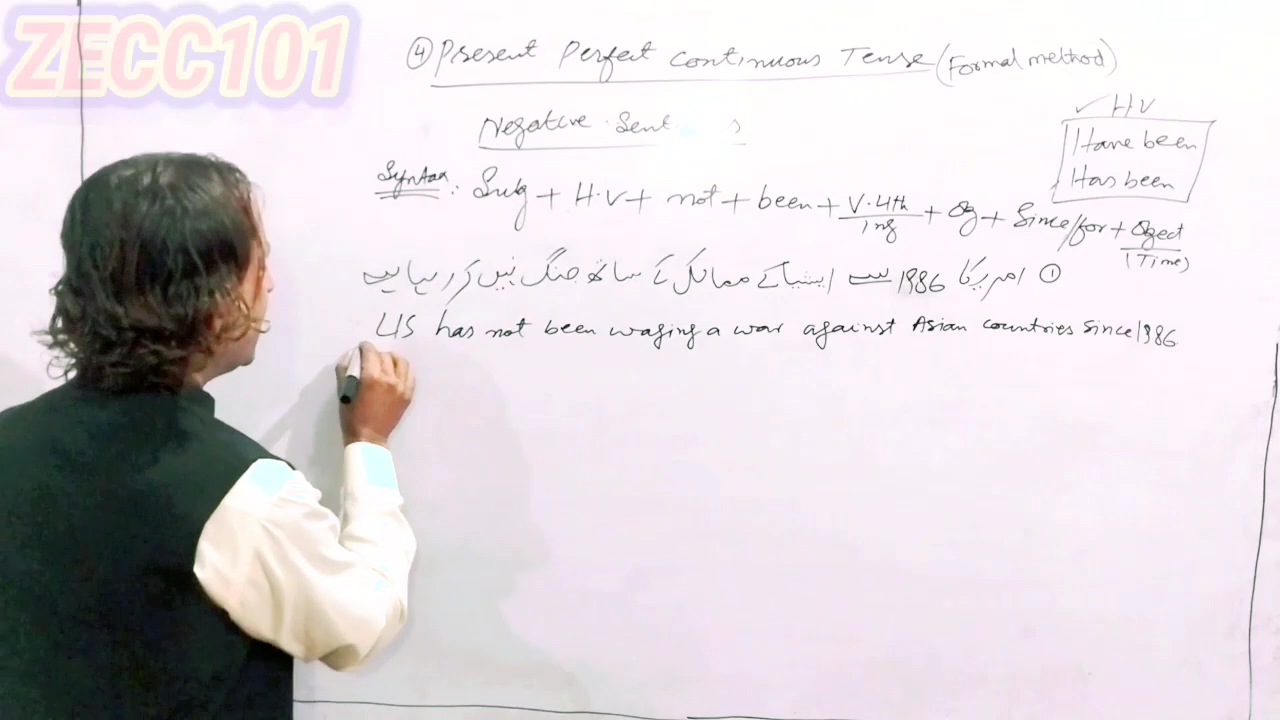 ZECC101
④ Present Perfect Continuous Tense (Formal method)
Negative Sent s
✓ H V
Have been
Has been
Syntax: Sub + H.V + not + been + V.4th + Obj + Since/for + Object
ing
(Time)
① امریکا 1986 سے ایشیا کے ممالک کے ساتھ جنگ نہیں کر رہا ہے
US has not been waging a war against Asian countries since 1986